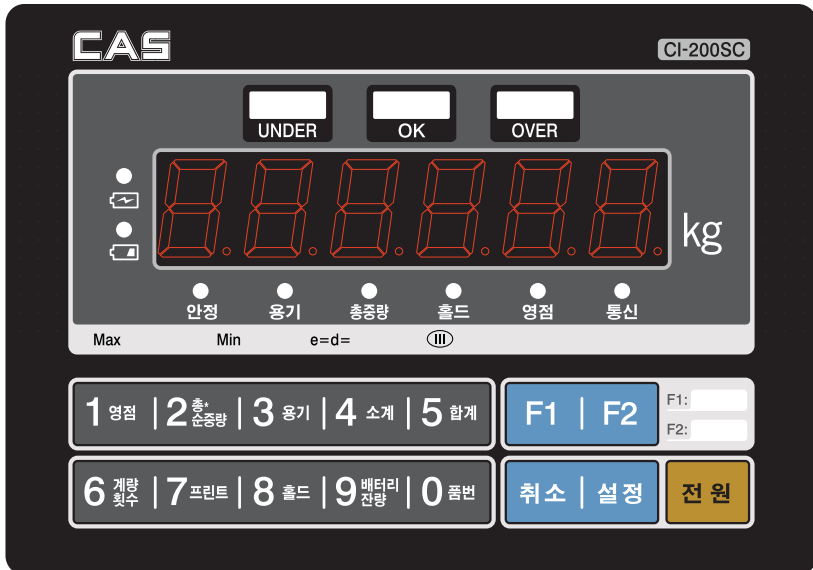 CAS
CI-200SC
UNDER OK OVER
kg
안정 용기 총중량 홀드 영점 통신
Max Min e=d= III
1 영점 2 총* 순중량 3 용기 4 소계 5 합계
F1 F2
F1:
F2:
6 계량 횟수 7 프린트 8 홀드 9 배터리 잔량 0 품번
취소 설정 전원